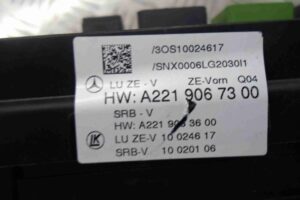 /3OS10024617
/SNX0006LG2030I1
LU ZE - V ZE-Vorn Q04
HW: A221 906 73 00
SRB - V
HW: A221 906 36 00
LU ZE-V 10 0246 17
SRB-V 10 0201 06